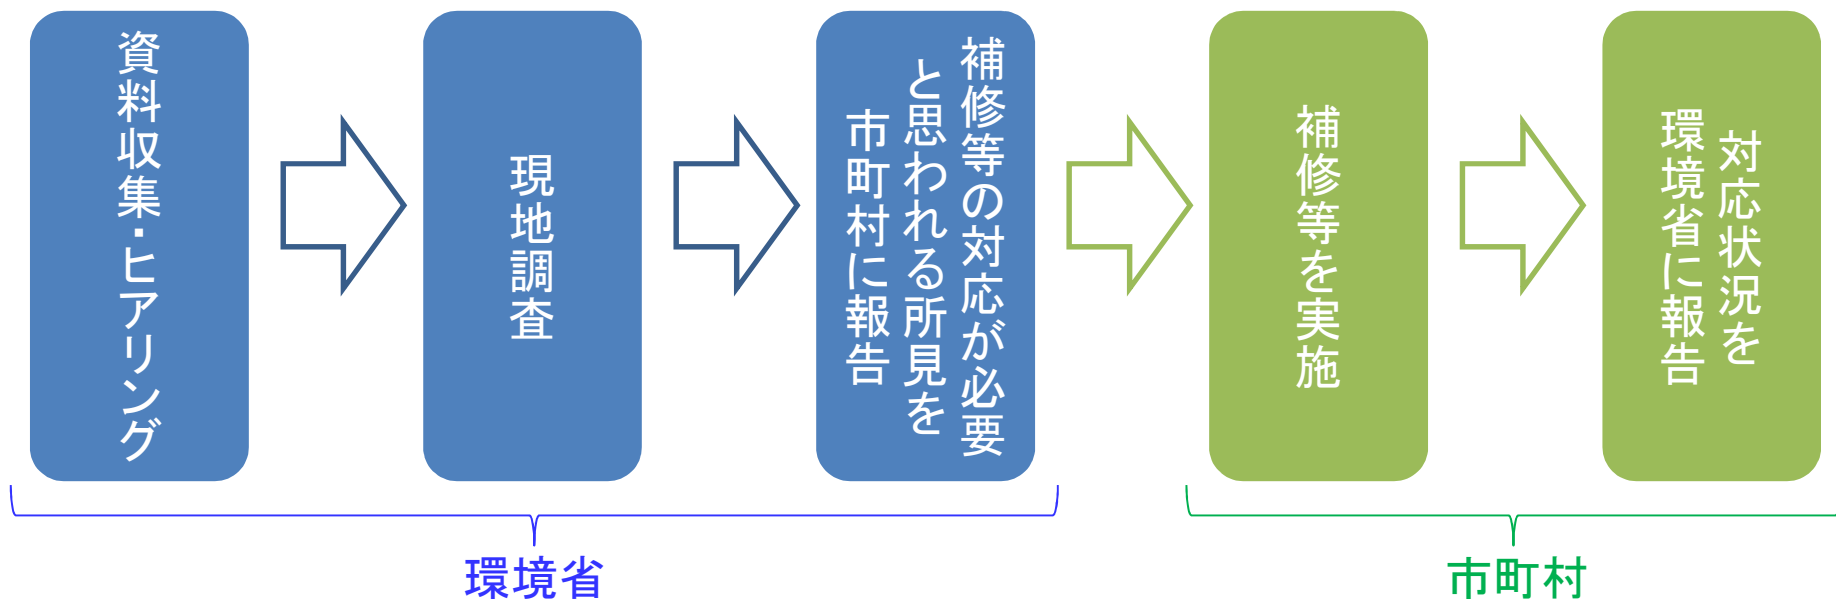 資料収集・ヒアリング
現地調査
補修等の対応が必要
と思われる所見を
市町村に報告
補修等を実施
対応状況を
環境省に報告
環境省
市町村